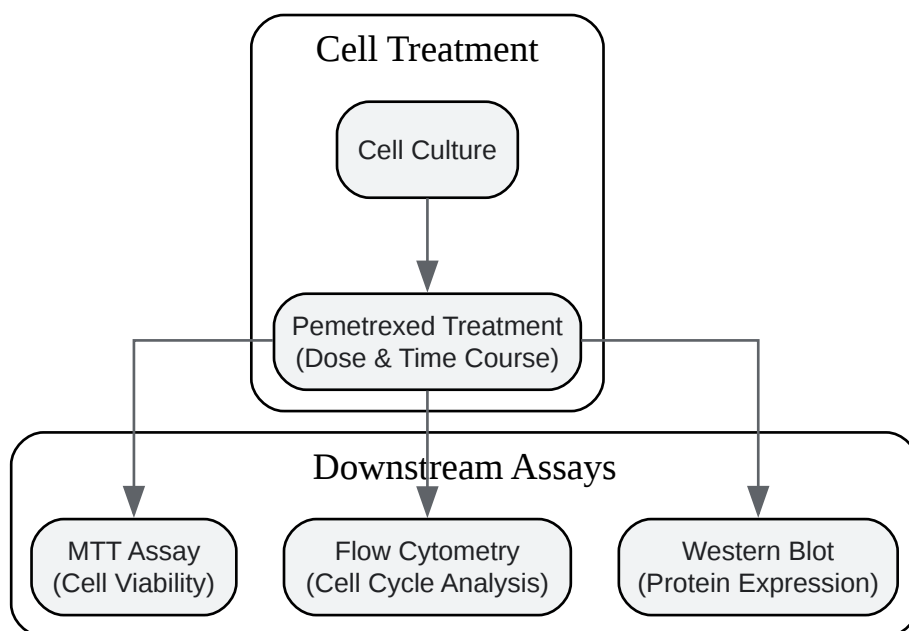 Cell Treatment
Cell Culture
Pemetrexed Treatment
(Dose & Time Course)
Downstream Assays
MTT Assay
(Cell Viability)
Flow Cytometry
(Cell Cycle Analysis)
Western Blot
(Protein Expression)